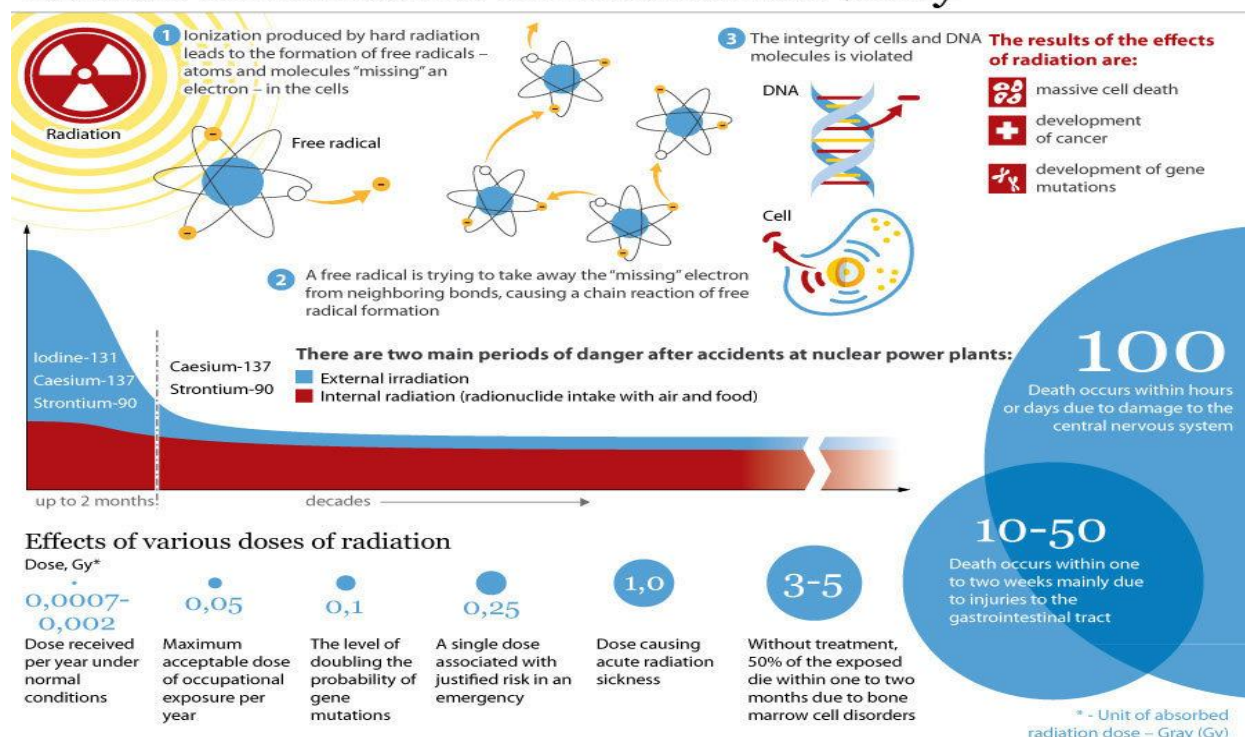 1 Ionization produced by hard radiation
leads to the formation of free radicals –
atoms and molecules “missing” an
electron – in the cells
Radiation
Free radical
2 A free radical is trying to take away the “missing” electron
from neighboring bonds, causing a chain reaction of free
radical formation
3 The integrity of cells and DNA
molecules is violated
DNA
Cell
The results of the effects
of radiation are:
massive cell death
development
of cancer
development of gene
mutations
Iodine-131
Caesium-137
Strontium-90
Caesium-137
Strontium-90
There are two main periods of danger after accidents at nuclear power plants:
External irradiation
Internal radiation (radionuclide intake with air and food)
up to 2 months
decades
Effects of various doses of radiation
Dose, Gy*
0,0007-
0,002
Dose received
per year under
normal
conditions
0,05
Maximum
acceptable dose
of occupational
exposure per
year
0,1
The level of
doubling the
probability of
gene
mutations
0,25
A single dose
associated with
justified risk in an
emergency
1,0
Dose causing
acute radiation
sickness
3-5
Without treatment,
50% of the exposed
die within one to two
months due to bone
marrow cell disorders
10-50
Death occurs within one
to two weeks mainly due
to injuries to the
gastrointestinal tract
100
Death occurs within hours
or days due to damage to the
central nervous system
* - Unit of absorbed
radiation dose – Gray (Gy)